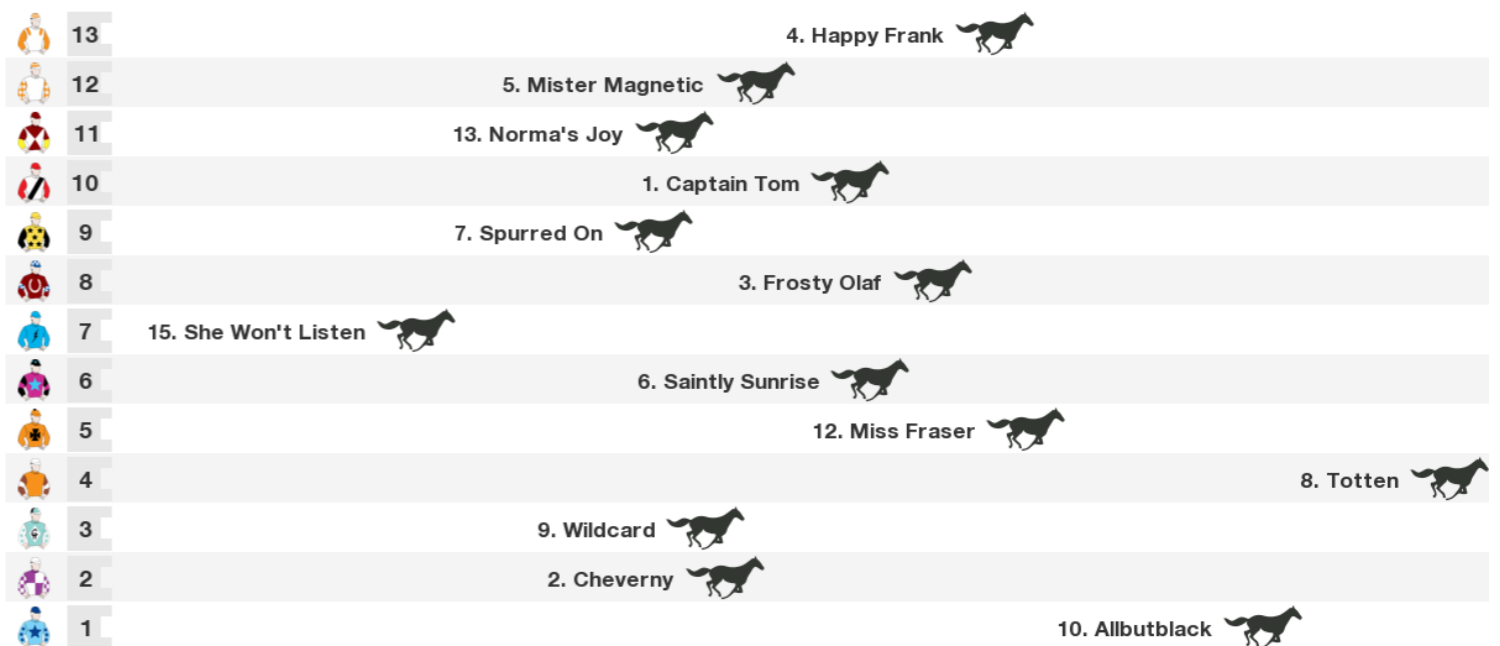 13 4. Happy Frank
12 5. Mister Magnetic
11 13. Norma's Joy
10 1. Captain Tom
9 7. Spurred On
8 3. Frosty Olaf
7 15. She Won't Listen
6 6. Saintly Sunrise
5 12. Miss Fraser
4 8. Totten
3 9. Wildcard
2 2. Cheverny
1 10. Allbutblack